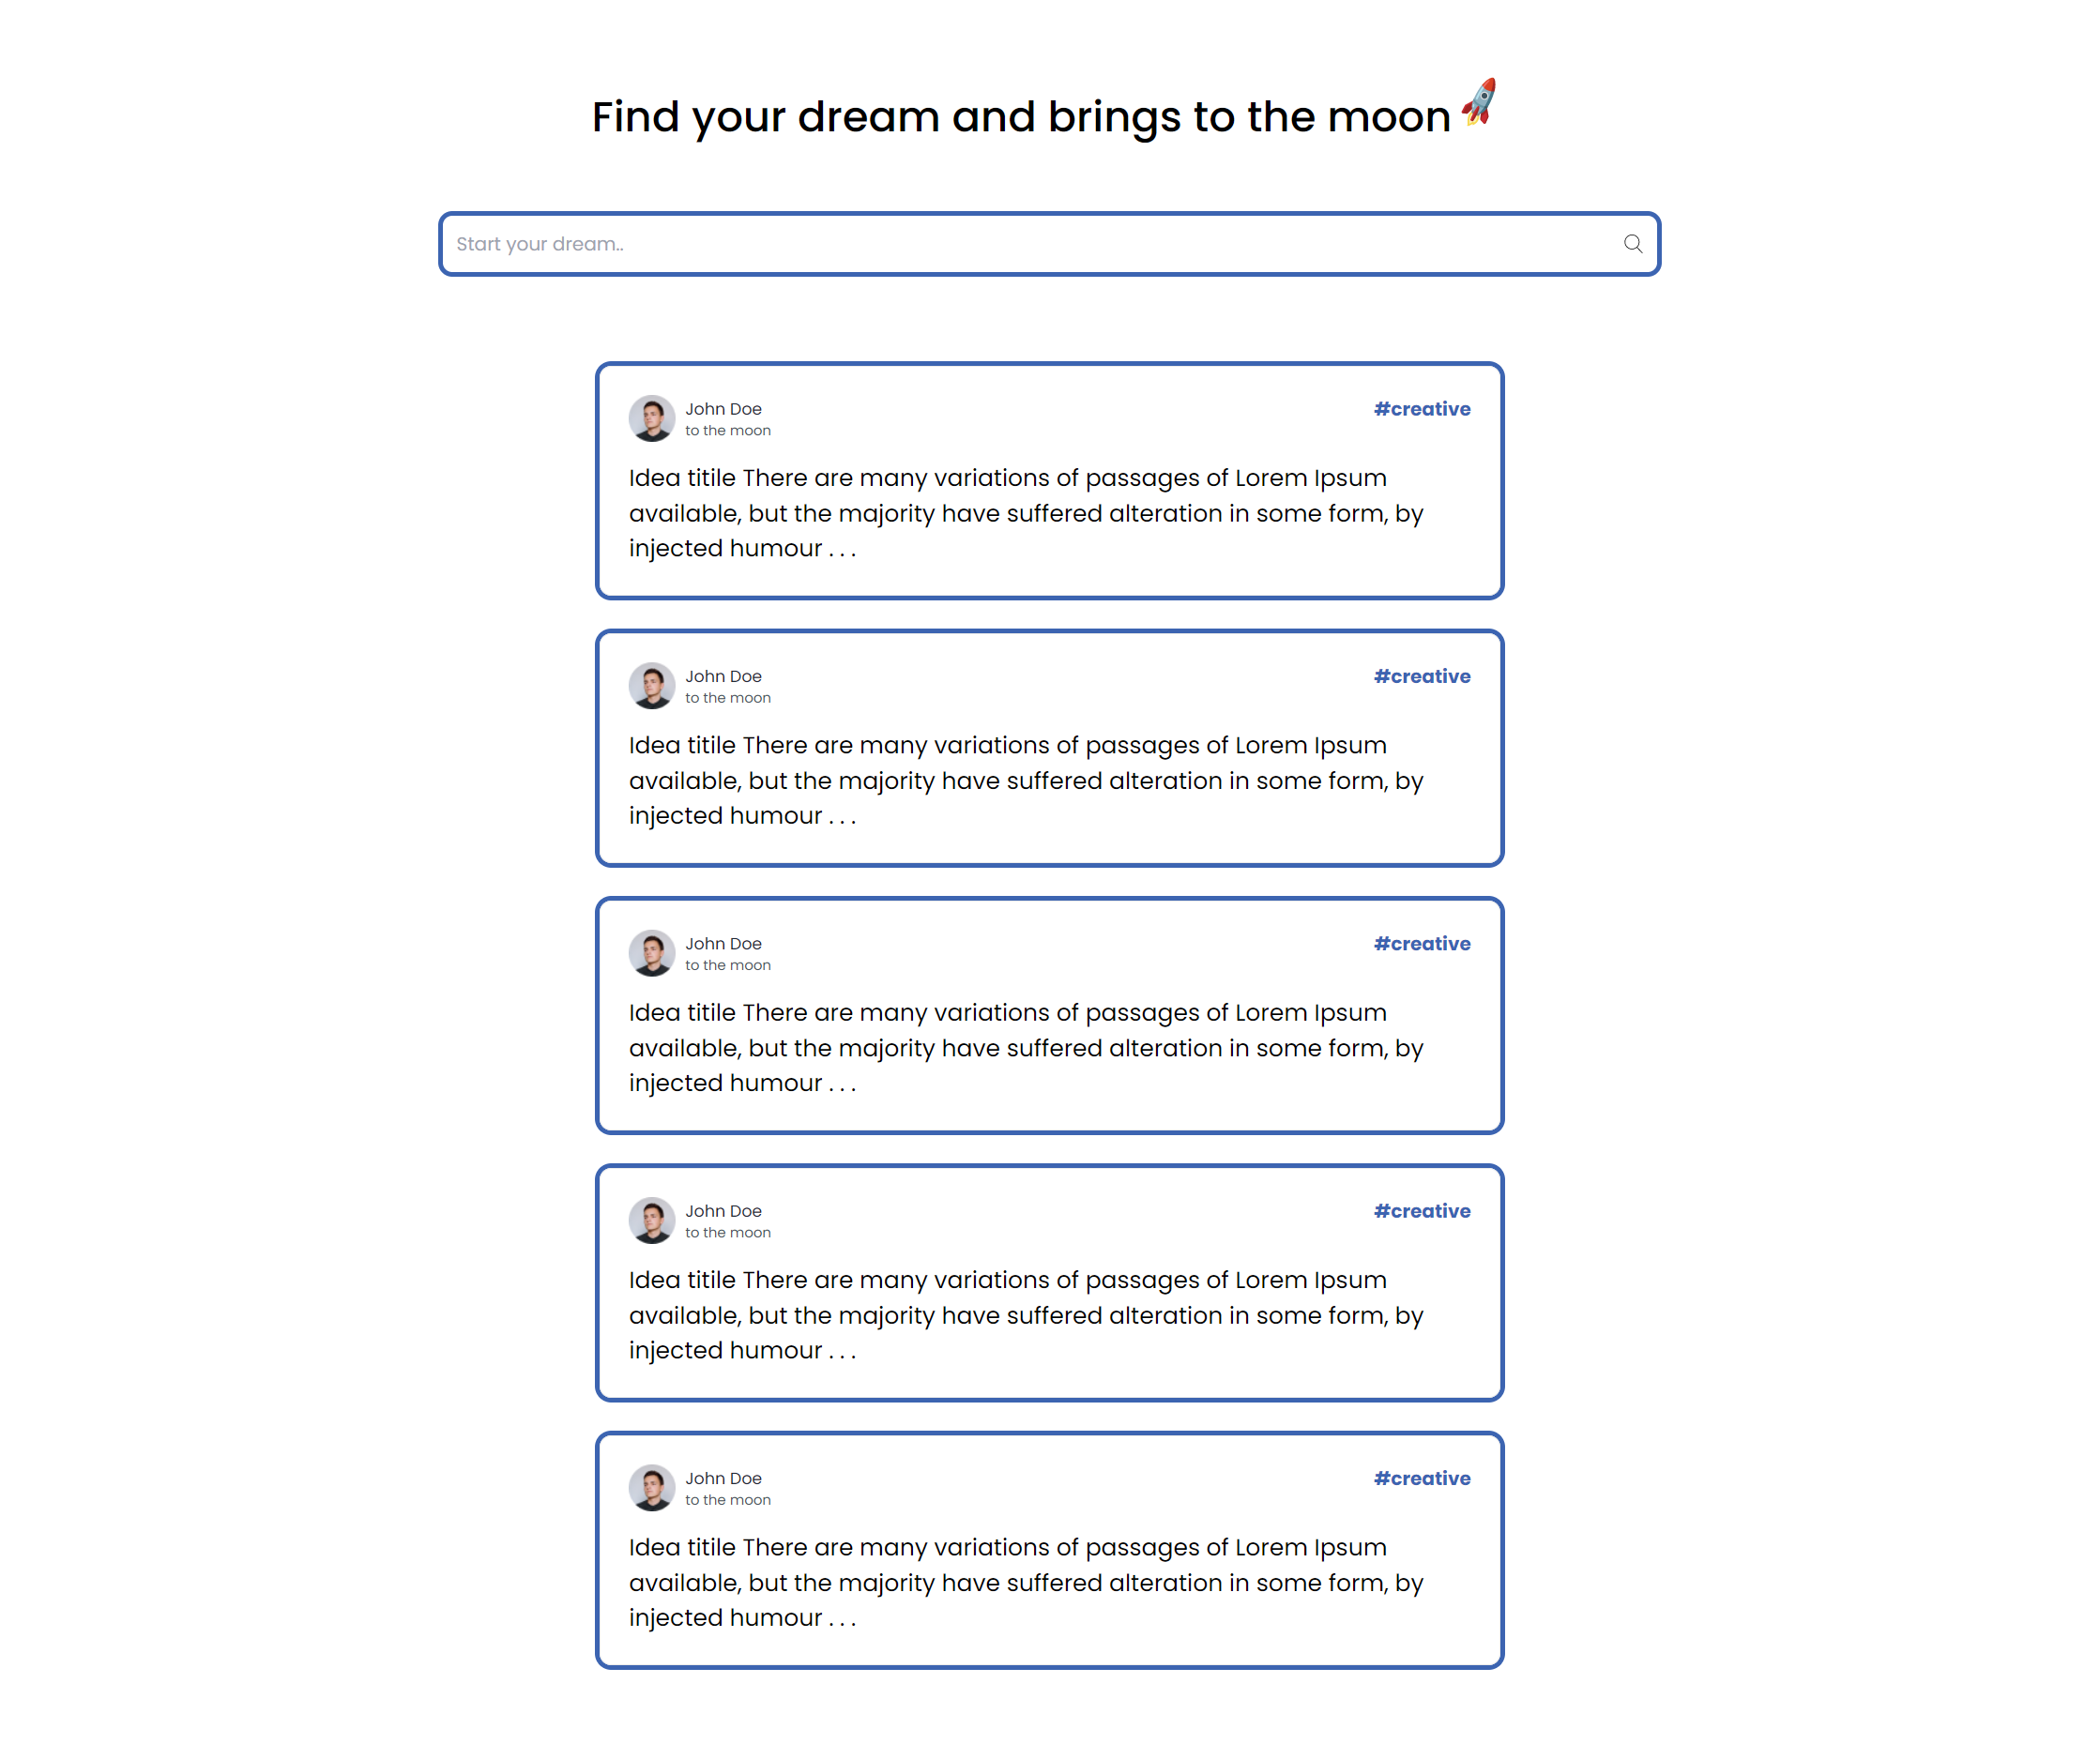 Find your dream and brings to the moon🚀
Start your dream..
John Doe
#creative
to the moon
Idea titile There are many variations of passages of Lorem Ipsum
available, but the majority have suffered alteration in some form, by
injected humour . . .
John Doe
#creative
to the moon
Idea titile There are many variations of passages of Lorem Ipsum
available, but the majority have suffered alteration in some form, by
injected humour . . .
John Doe
#creative
to the moon
Idea titile There are many variations of passages of Lorem Ipsum
available, but the majority have suffered alteration in some form, by
injected humour . . .
John Doe
#creative
to the moon
Idea titile There are many variations of passages of Lorem Ipsum
available, but the majority have suffered alteration in some form, by
injected humour . . .
John Doe
#creative
to the moon
Idea titile There are many variations of passages of Lorem Ipsum
available, but the majority have suffered alteration in some form, by
injected humour . . .